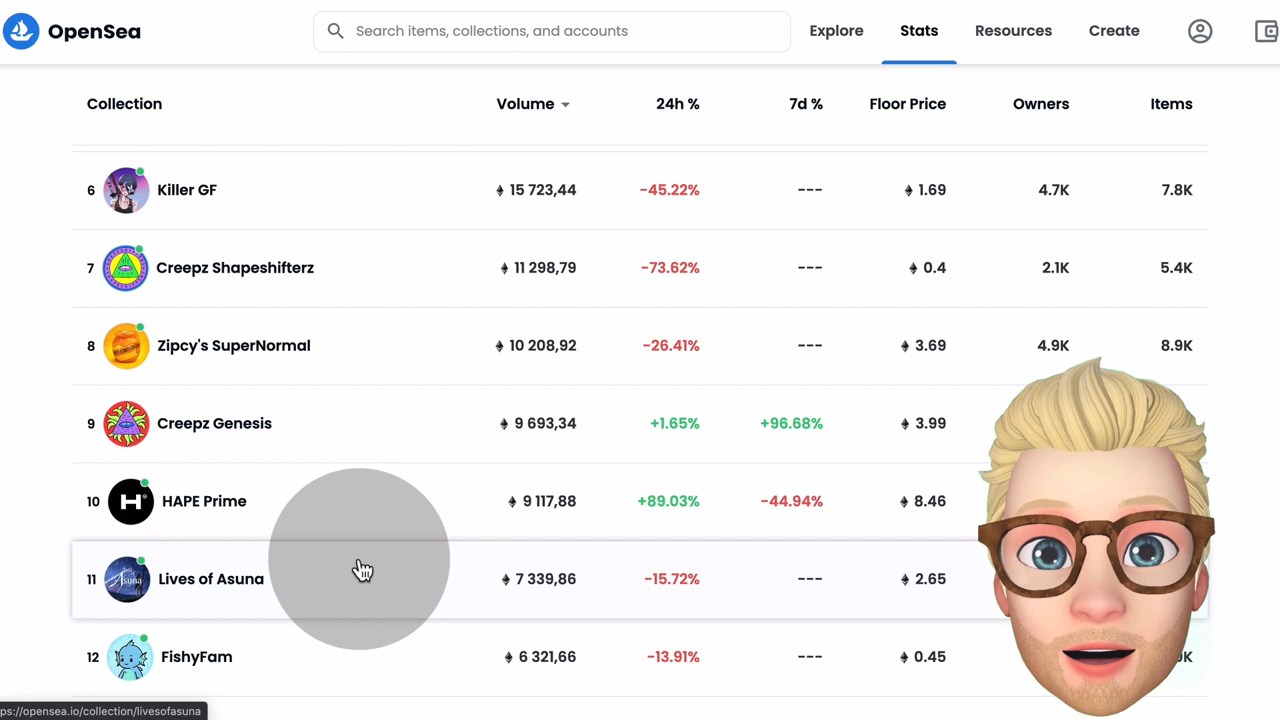 OpenSea Search items, collections, and accounts Explore Stats Resources Create
Collection Volume 24h % 7d % Floor Price Owners Items
6 Killer GF 15 723,44 -45.22% --- 1.69 4.7K 7.8K
7 Creepz Shapeshifterz 11 298,79 -73.62% --- 0.4 2.1K 5.4K
8 Zipcy's SuperNormal 10 208,92 -26.41% --- 3.69 4.9K 8.9K
9 Creepz Genesis 9 693,34 +1.65% +96.68% 3.99
10 H HAPE Prime 9 117,88 +89.03% -44.94% 8.46
11 Asuna Lives of Asuna 7 339,86 -15.72% --- 2.65
12 FishyFam 6 321,66 -13.91% --- 0.45 K
ps://opensea.io/collection/livesofasuna